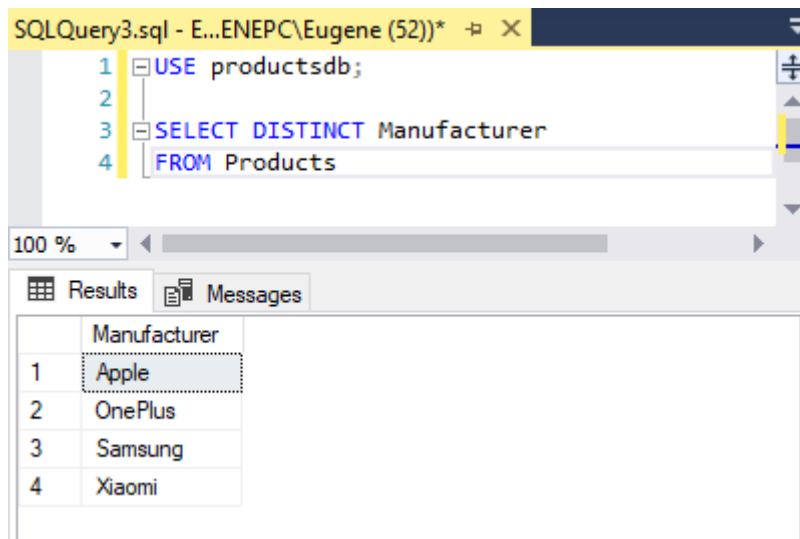 SQLQuery3.sql - E...ENEPC\Eugene (52))*
1 USE productsdb;
2
3 SELECT DISTINCT Manufacturer
4 FROM Products
100 %
Results Messages
Manufacturer
1 Apple
2 OnePlus
3 Samsung
4 Xiaomi